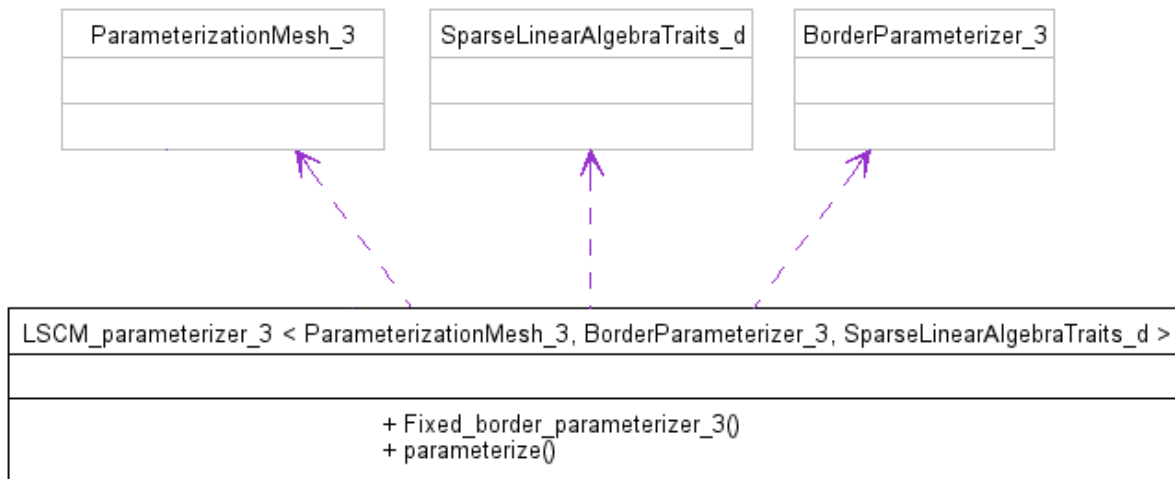 ParameterizationMesh_3
SparseLinearAlgebraTraits_d
BorderParameterizer_3
LSCM_parameterizer_3 < ParameterizationMesh_3, BorderParameterizer_3, SparseLinearAlgebraTraits_d >
+ Fixed_border_parameterizer_3()
+ parameterize()